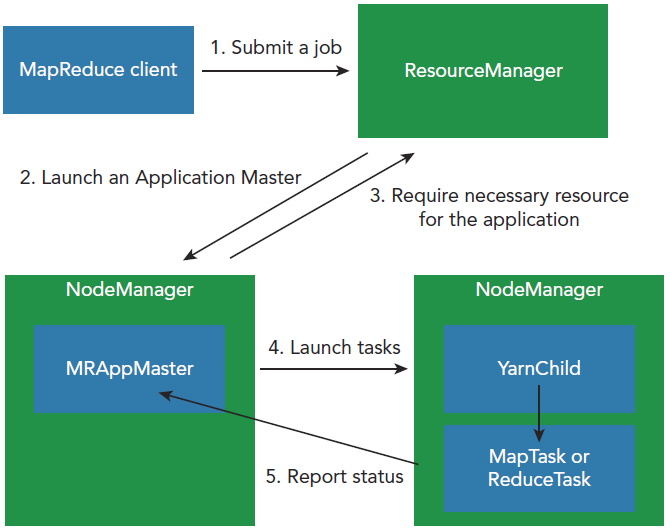 MapReduce client
1. Submit a job
ResourceManager
2. Launch an Application Master
3. Require necessary resource
for the application
NodeManager
MRAppMaster
4. Launch tasks
NodeManager
YarnChild
MapTask or
ReduceTask
5. Report status